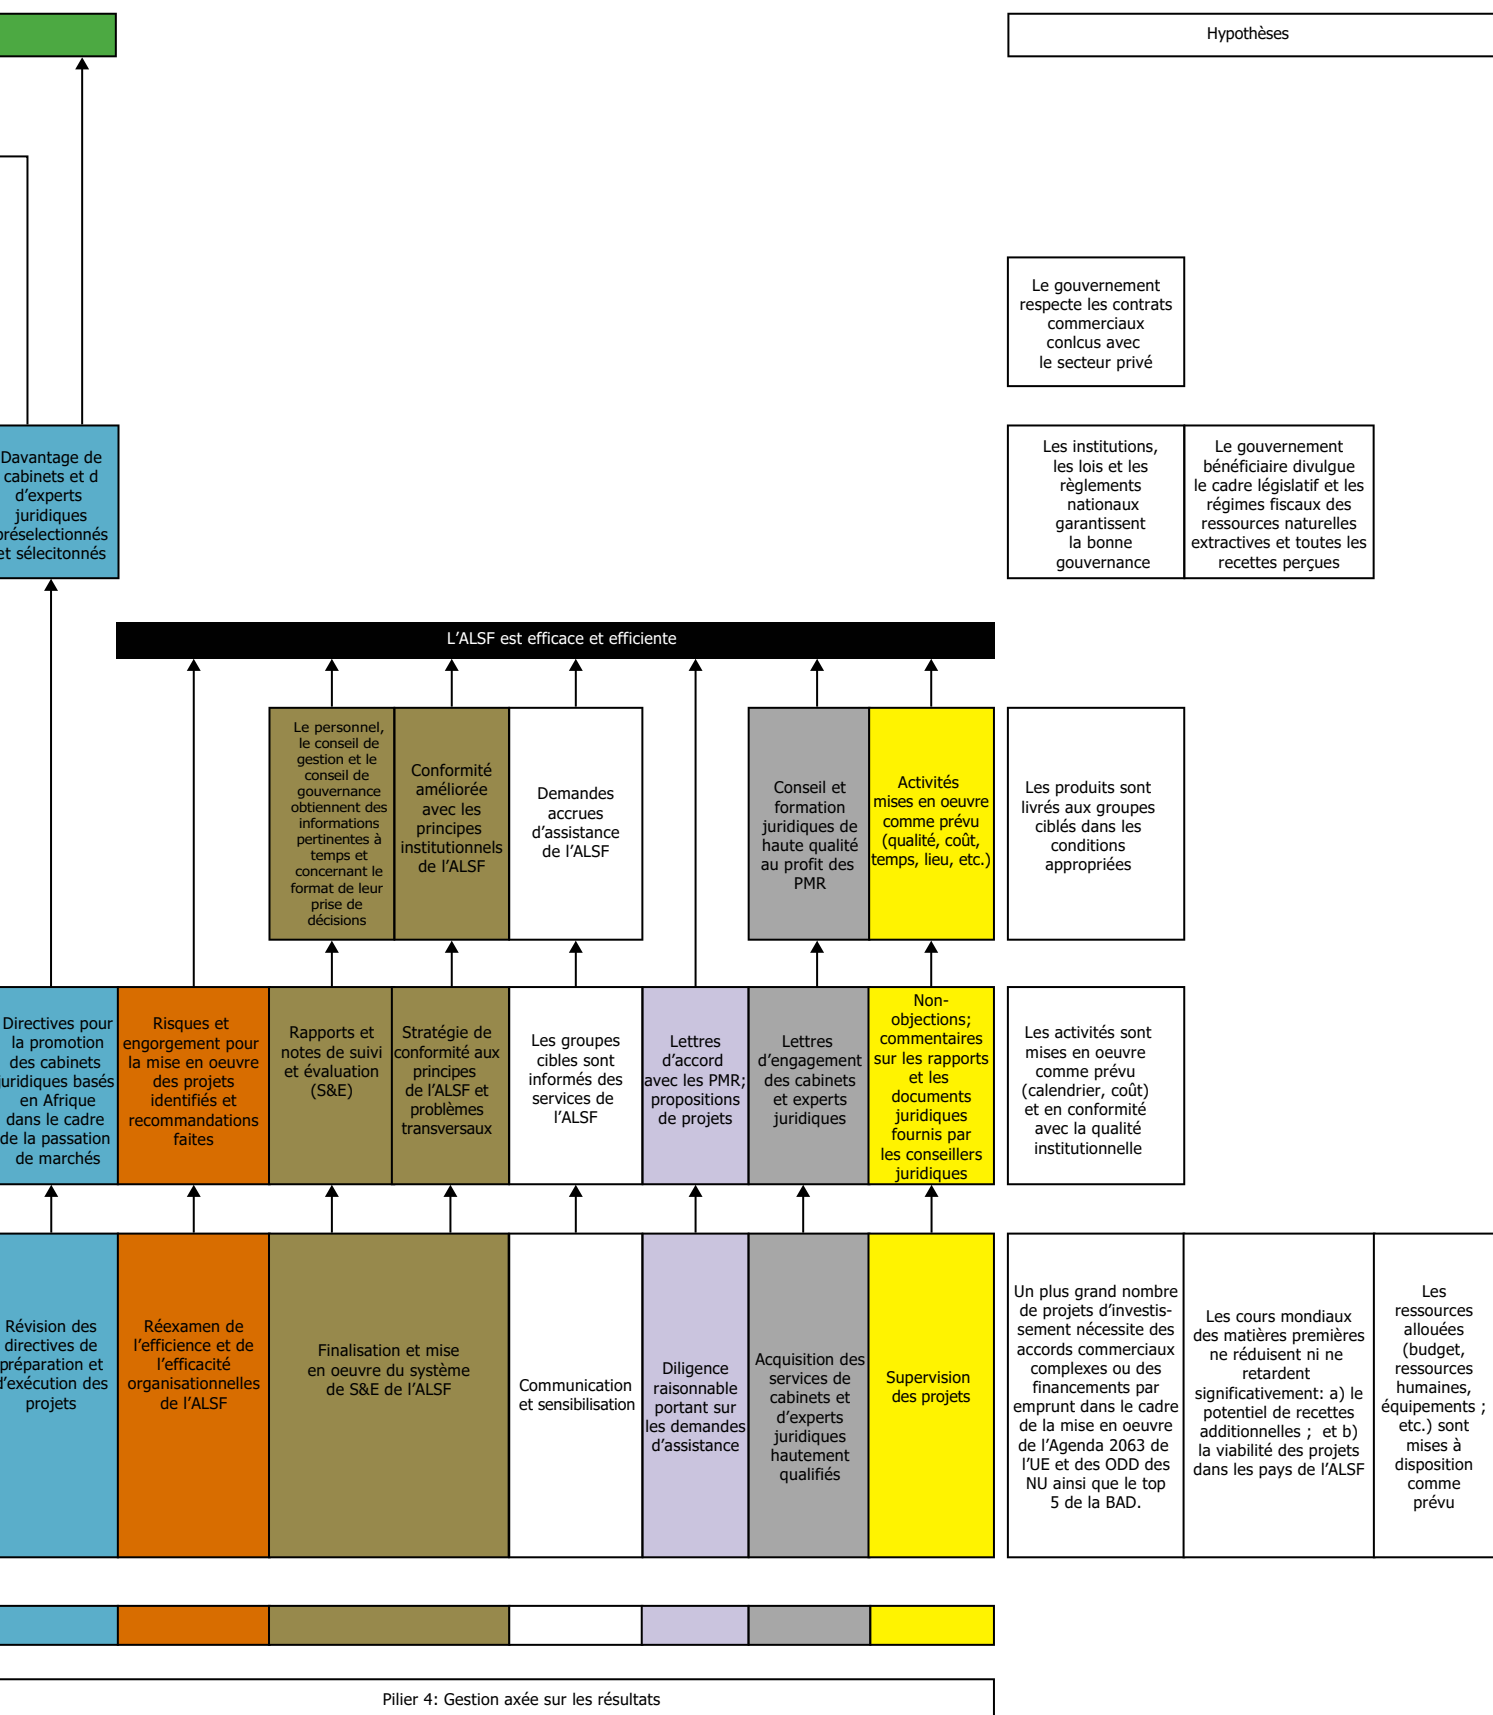 Hypothèses
Le gouvernement
respecte les contrats
commerciaux
conlcus avec
le secteur privé
Davantage de
cabinets et d
d'experts
juridiques
préselectionnés
et sélecitonnés
Les institutions,
les lois et les
règlements
nationaux
garantissent
la bonne
gouvernance
Le gouvernement
bénéficiaire divulgue
le cadre législatif et les
régimes fiscaux des
ressources naturelles
extractives et toutes les
recettes perçues
L'ALSF est efficace et efficiente
Le personnel,
le conseil de
gestion et le
conseil de
gouvernance
obtiennent des
informations
pertinentes à
temps et
concernant le
format de leur
prise de
décisions
Conformité
améliorée
avec les
principes
institutionnels
de l'ALSF
Demandes
accrues
d'assistance
de l'ALSF
Conseil et
formation
juridiques de
haute qualité
au profit des
PMR
Activités
mises en oeuvre
comme prévu
(qualité, coût,
temps, lieu, etc.)
Les produits sont
livrés aux groupes
ciblés dans les
conditions
appropriées
Directives pour
la promotion
des cabinets
juridiques basés
en Afrique
dans le cadre
de la passation
de marchés
Risques et
engorgement pour
la mise en oeuvre
des projets
identifiés et
recommandations
faites
Rapports et
notes de suivi
et évaluation
(S&E)
Stratégie de
conformité aux
principes
de l'ALSF et
problèmes
transversaux
Les groupes
cibles sont
informés des
services de
l'ALSF
Lettres
d'accord
avec les PMR;
propositions
de projets
Lettres
d'engagement
des cabinets
et experts
juridiques
Non-
objections;
commentaires
sur les rapports
et les
documents
juridiques
fournis par
les conseillers
juridiques
Les activités sont
mises en oeuvre
comme prévu
(calendrier, coût)
et en conformité
avec la qualité
institutionnelle
Révision des
directives de
préparation et
d'exécution des
projets
Réexamen de
l'efficience et de
l'efficacité
organisationnelles
de l'ALSF
Finalisation et mise
en oeuvre du système
de S&E de l'ALSF
Communication
et sensibilisation
Diligence
raisonnable
portant sur
les demandes
d'assistance
Acquisition des
services de
cabinets et
d'experts
juridiques
hautement
qualifiés
Supervision
des projets
Un plus grand nombre
de projets d'investis-
sement nécessite des
accords commerciaux
complexes ou des
financements par
emprunt dans le cadre
de la mise en oeuvre
de l'Agenda 2063 de
l'UE et des ODD des
NU ainsi que le top
5 de la BAD.
Les cours mondiaux
des matières premières
ne réduisent ni ne
retardent
significativement: a) le
potentiel de recettes
additionnelles ; et b)
la viabilité des projets
dans les pays de l'ALSF
Les
ressources
allouées
(budget,
ressources
humaines,
équipements ;
etc.) sont
mises à
disposition
comme
prévu
Pilier 4: Gestion axée sur les résultats